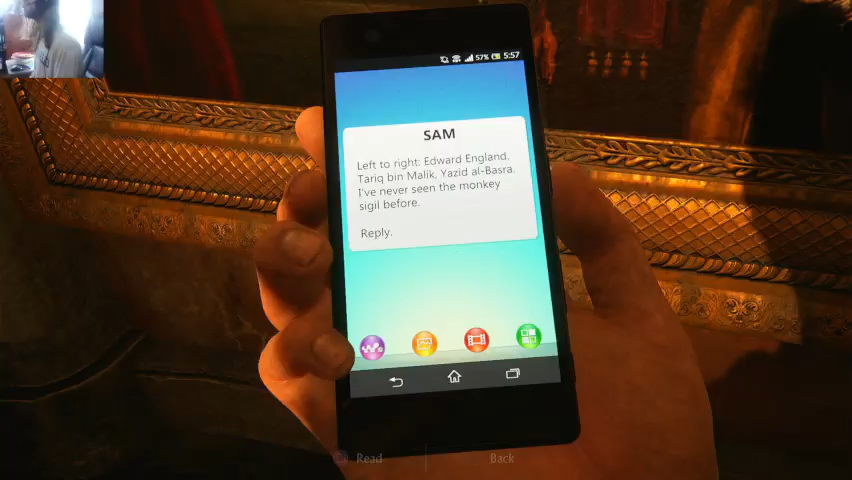 57% 5:57
SAM
Left to right: Edward England,
Tariq bin Malik, Yazid al-Basra.
I've never seen the monkey
sigil before.
Reply.
Read
Back